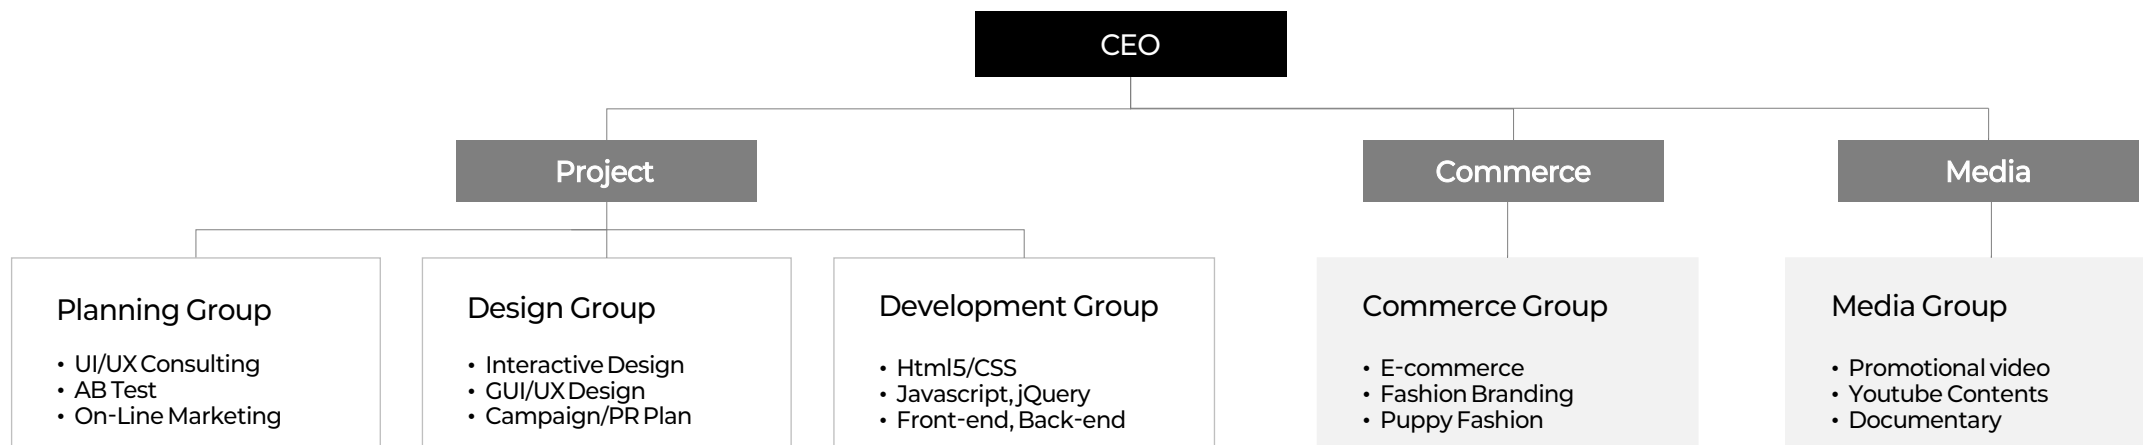 CEO
Project
Commerce
Media
Planning Group
• UI/UX Consulting
• AB Test
• On-Line Marketing
Design Group
• Interactive Design
• GUI/UX Design
• Campaign/PR Plan
Development Group
• Html5/CSS
• Javascript, jQuery
• Front-end, Back-end
Commerce Group
• E-commerce
• Fashion Branding
• Puppy Fashion
Media Group
• Promotional video
• Youtube Contents
• Documentary